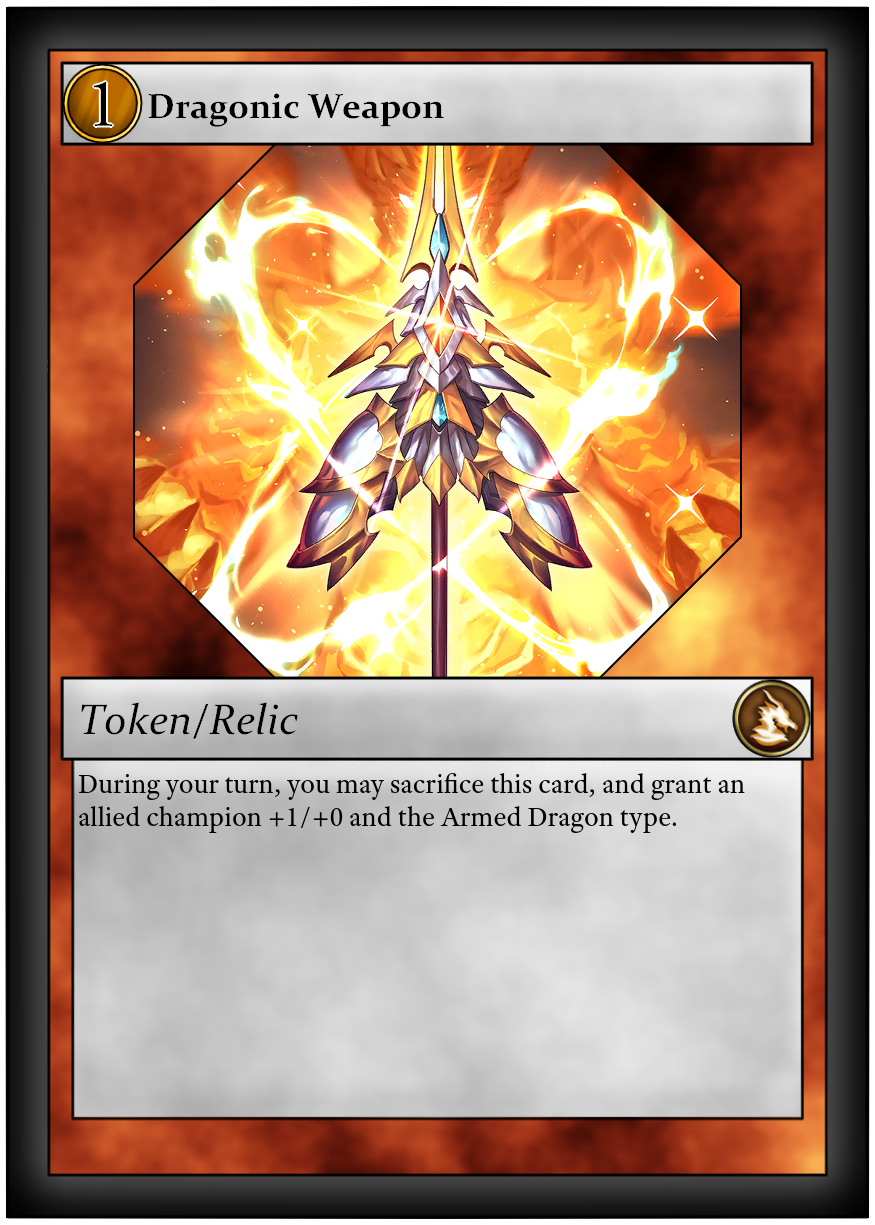 1
Dragonic Weapon
Token/Relic
During your turn, you may sacrifice this card, and grant an
allied champion +1/+0 and the Armed Dragon type.